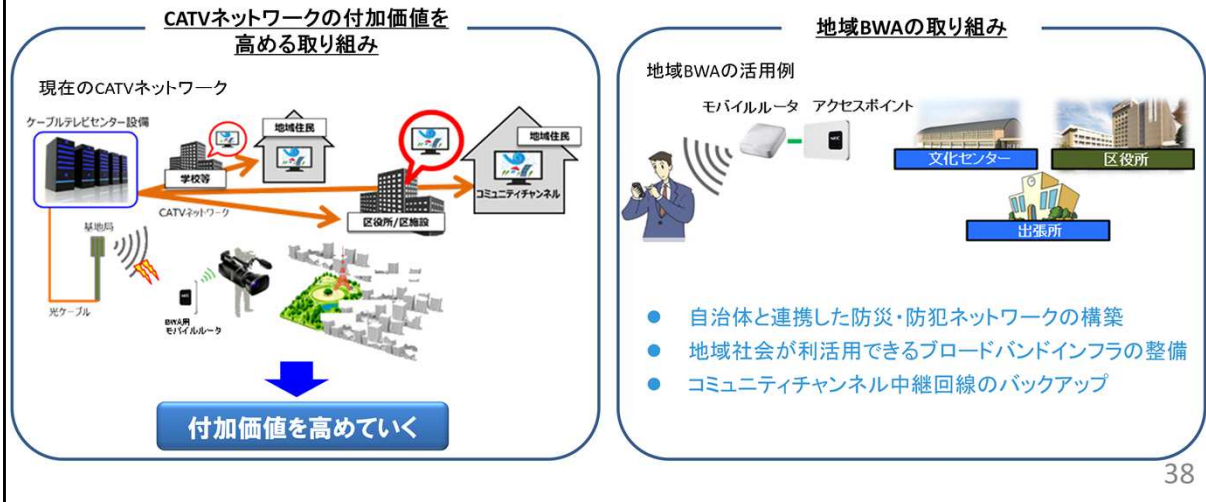 CATVネットワークの付加価値を
高める取り組み
現在のCATVネットワーク
ケーブルテレビセンター設備
学校等
地域住民
地域住民
コミュニティチャンネル
CATVネットワーク
区役所/区施設
基地局
光ケーブル
BWA用
モバイルルータ
付加価値を高めていく
地域BWAの取り組み
地域BWAの活用例
モバイルルータ アクセスポイント
NEC
文化センター
区役所
出張所
● 自治体と連携した防災・防犯ネットワークの構築
● 地域社会が利活用できるブロードバンドインフラの整備
● コミュニティチャンネル中継回線のバックアップ
38